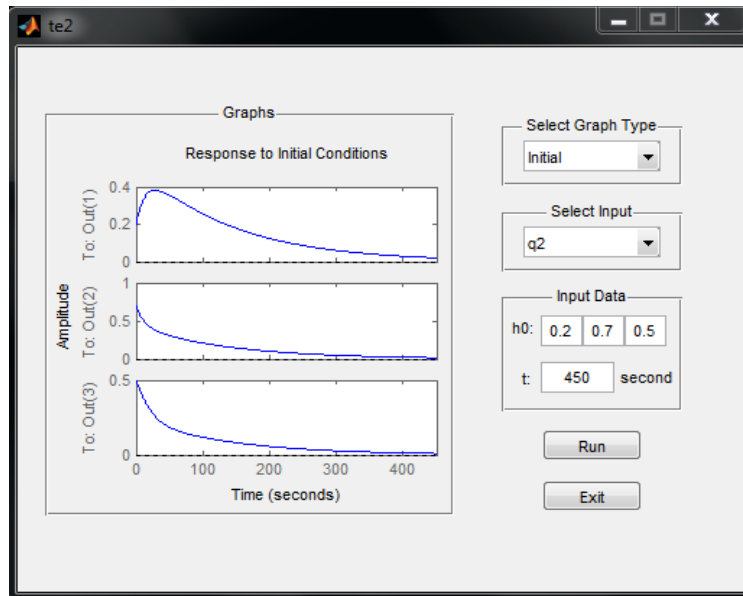 te2
Graphs
Response to Initial Conditions
Amplitude
To: Out(1)
0.4
0.2
0
To: Out(2)
1
0.5
0
To: Out(3)
0.5
0
0 100 200 300 400
Time (seconds)
Select Graph Type
Initial
Select Input
q2
Input Data
h0: 0.2 0.7 0.5
t: 450 second
Run
Exit